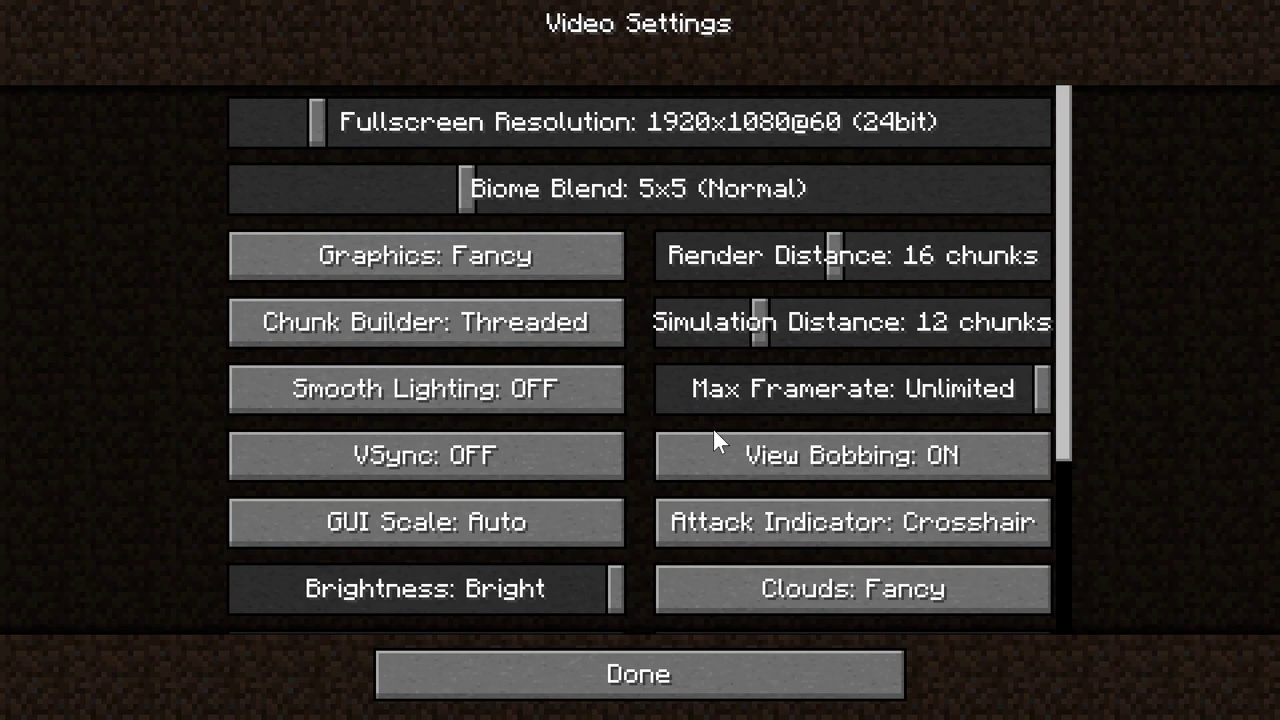 Video Settings
Fullscreen Resolution: 1920x1080@60 (24bit)
Biome Blend: 5x5 (Normal)
Graphics: Fancy
Render Distance: 16 chunks
Chunk Builder: Threaded
Simulation Distance: 12 chunks
Smooth Lighting: OFF
Max Framerate: Unlimited
VSync: OFF
View Bobbing: ON
GUI Scale: Auto
Attack Indicator: Crosshair
Brightness: Bright
Clouds: Fancy
Done